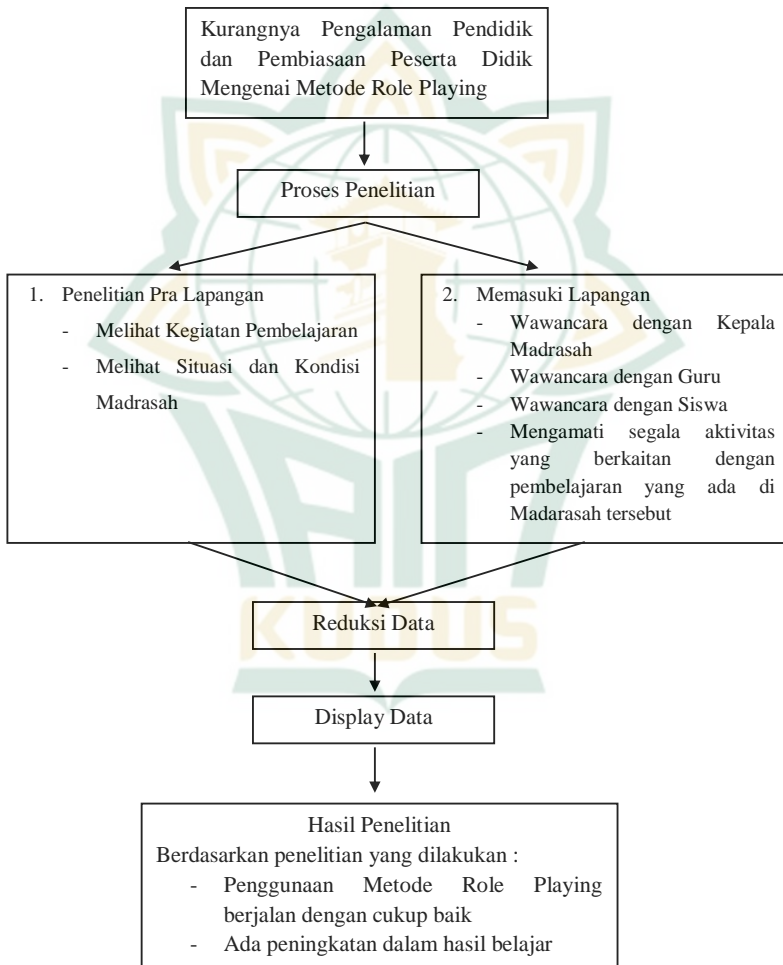 Kurangnya Pengalaman Pendidik
dan Pembiasaan Peserta Didik
Mengenai Metode Role Playing
Proses Penelitian
1. Penelitian Pra Lapangan
- Melihat Kegiatan Pembelajaran
- Melihat Situasi dan Kondisi
Madrasah
2. Memasuki Lapangan
- Wawancara dengan Kepala
Madrasah
- Wawancara dengan Guru
- Wawancara dengan Siswa
- Mengamati segala aktivitas
yang berkaitan dengan
pembelajaran yang ada di
Madarasah tersebut
IAIN
KUDUS
Reduksi Data
Display Data
Hasil Penelitian
Berdasarkan penelitian yang dilakukan :
- Penggunaan Metode Role Playing
berjalan dengan cukup baik
- Ada peningkatan dalam hasil belajar